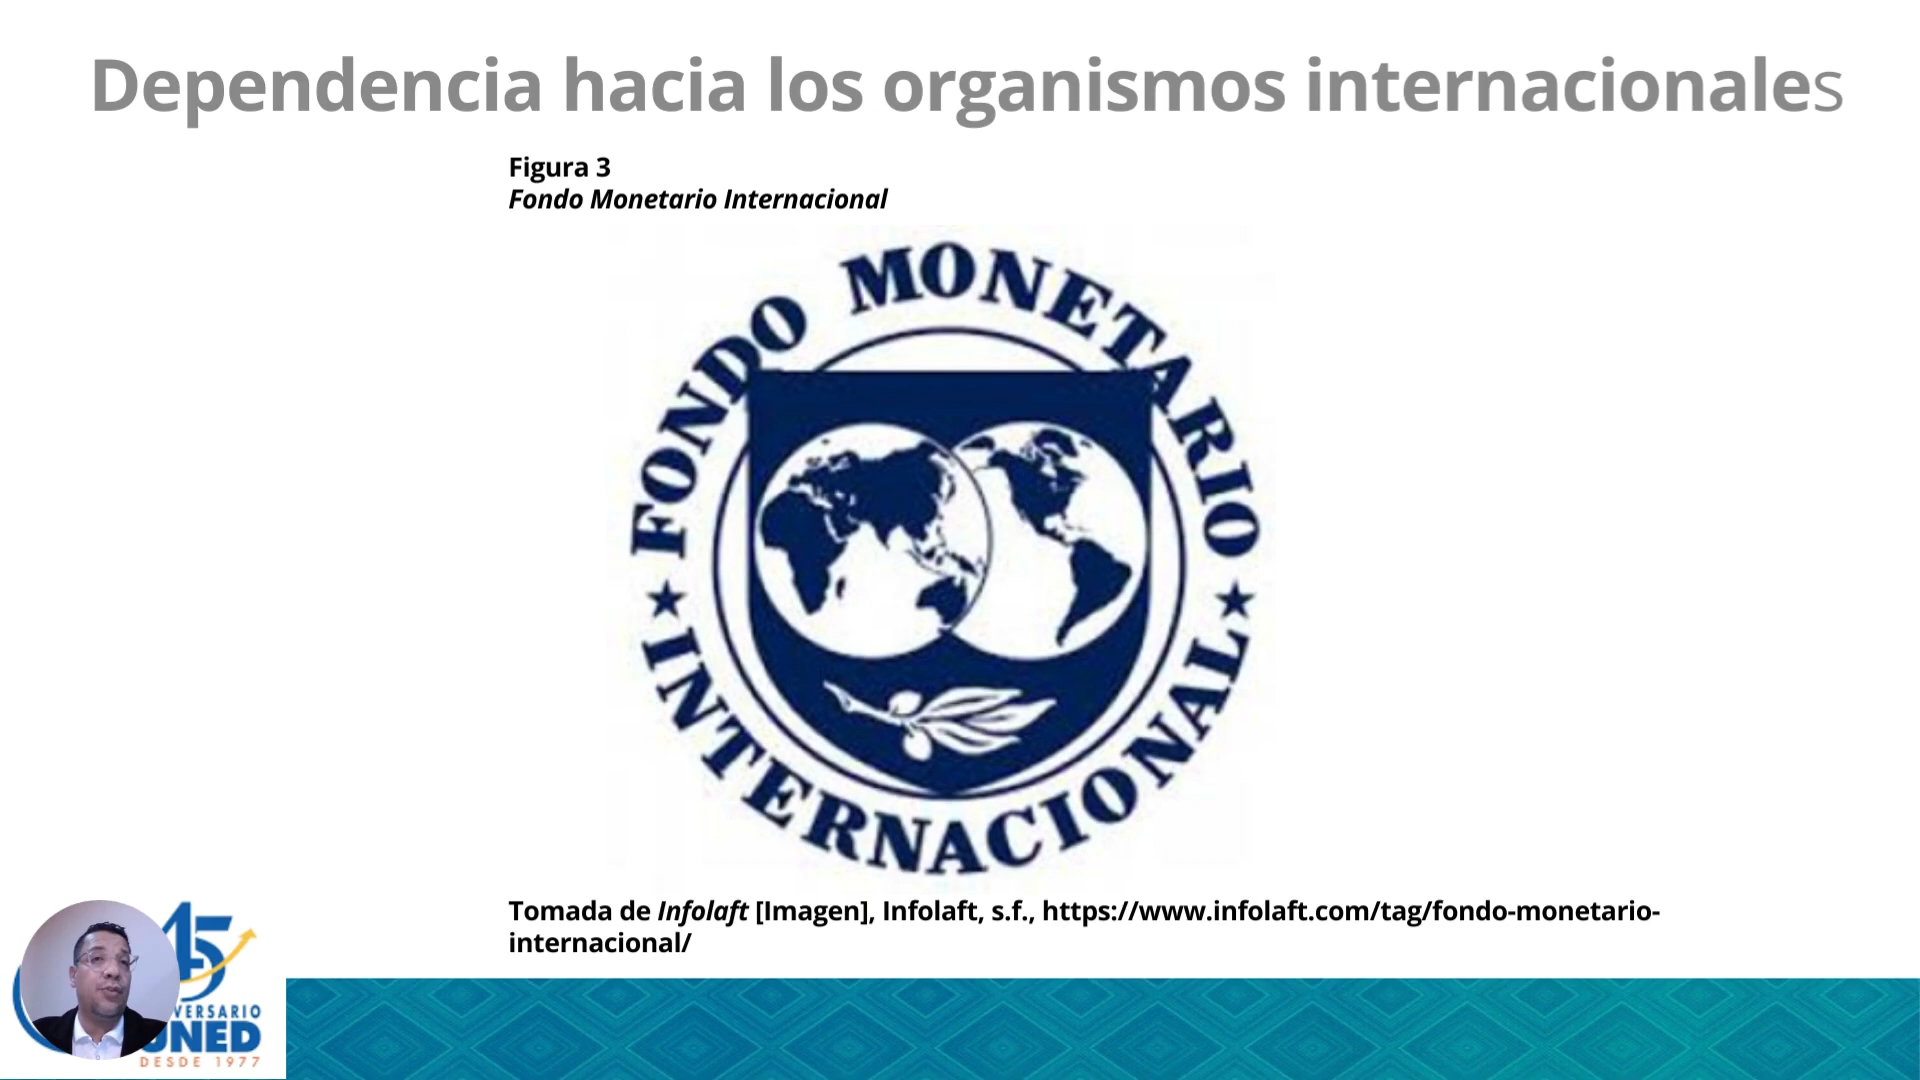 Dependencia hacia los organismos internacionales
Figura 3
Fondo Monetario Internacional
FONDO MONETARIO
★ INTERNACIONAL ★
Tomada de Infolaft [Imagen], Infolaft, s.f., https://www.infolaft.com/tag/fondo-monetario-
internacional/
45
VERSARIO
UNED
DESDE 1977